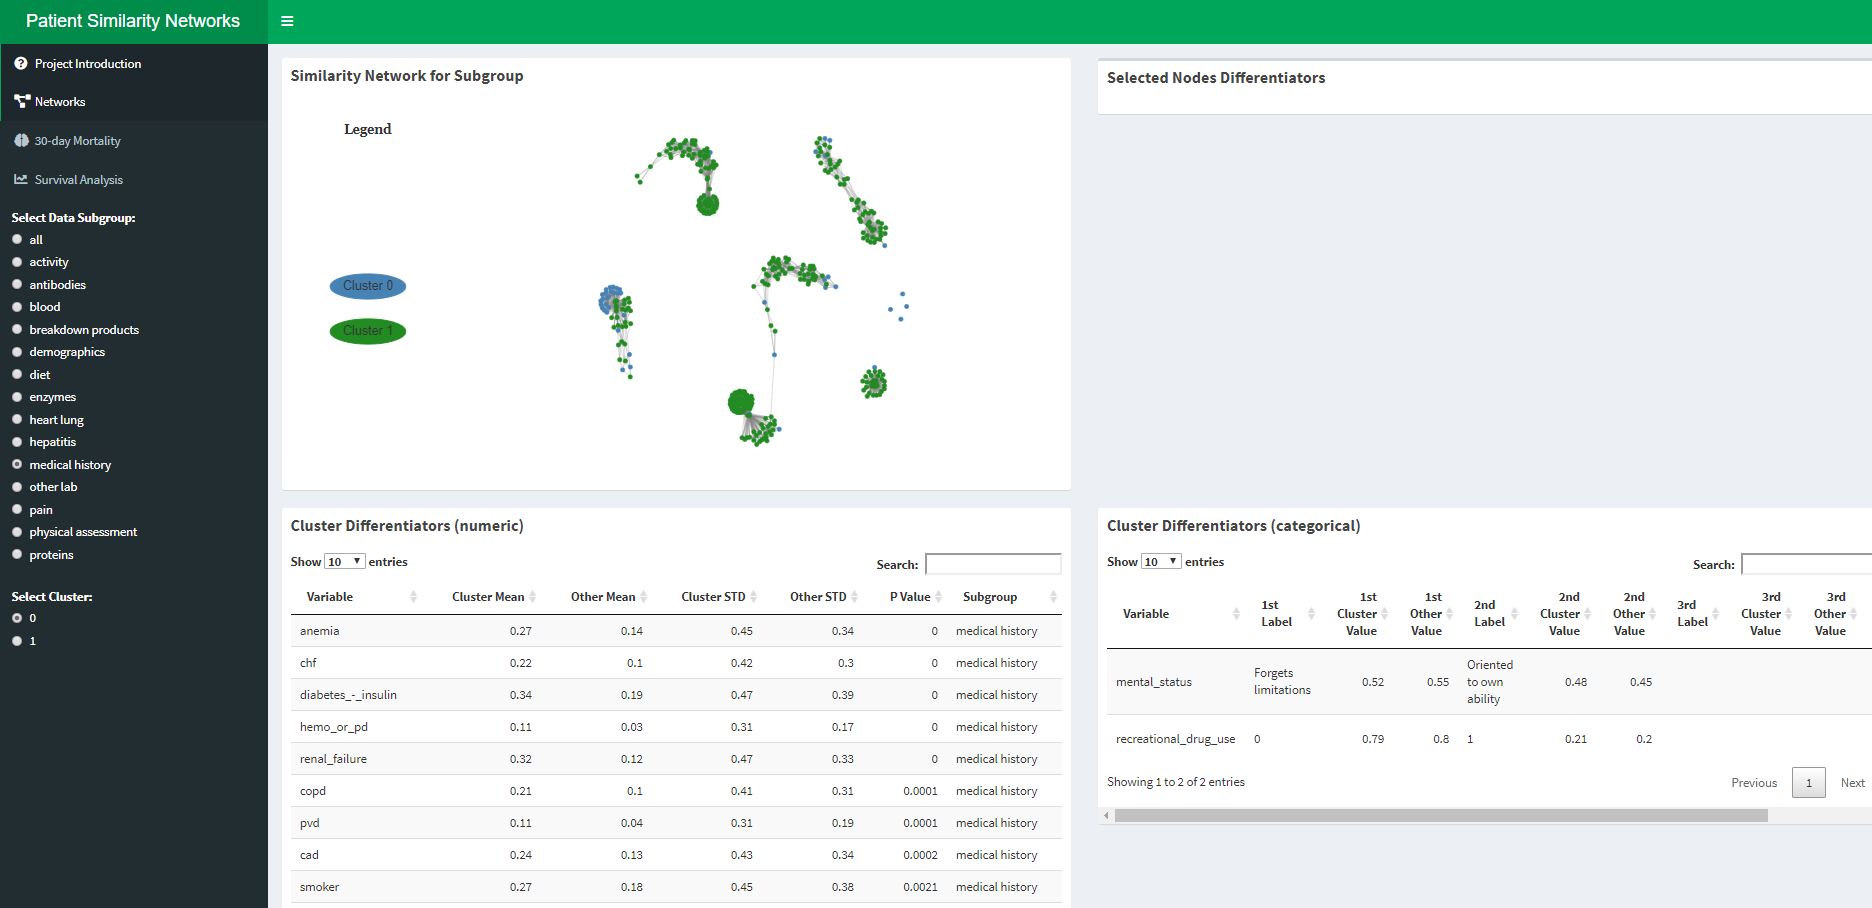 Patient Similarity Networks
Project Introduction
Networks
30-day Mortality
Survival Analysis
Select Data Subgroup:
all
activity
antibodies
blood
breakdown products
demographics
diet
enzymes
heart lung
hepatitis
medical history
other lab
pain
physical assessment
proteins
Select Cluster:
0
1
Similarity Network for Subgroup
Legend
Cluster 0
Cluster 1
Selected Nodes Differentiators
Cluster Differentiators (numeric)
Show 10 entries
Search:
Variable Cluster Mean Other Mean Cluster STD Other STD P Value Subgroup
anemia 0.27 0.14 0.45 0.34 0 medical history
chf 0.22 0.1 0.42 0.3 0 medical history
diabetes_-_insulin 0.34 0.19 0.47 0.39 0 medical history
hemo_or_pd 0.11 0.03 0.31 0.17 0 medical history
renal_failure 0.32 0.12 0.47 0.33 0 medical history
copd 0.21 0.1 0.41 0.31 0.0001 medical history
pvd 0.11 0.04 0.31 0.19 0.0001 medical history
cad 0.24 0.13 0.43 0.34 0.0002 medical history
smoker 0.27 0.18 0.45 0.38 0.0021 medical history
Cluster Differentiators (categorical)
Show 10 entries
Search:
Variable 1st Label 1st Cluster Value 1st Other Value 2nd Label 2nd Cluster Value 2nd Other Value 3rd Label 3rd Cluster Value 3rd Other Value
mental_status Forgets limitations 0.52 0.55 Oriented to own ability 0.48 0.45
recreational_drug_use 0 0.79 0.8 1 0.21 0.2
Showing 1 to 2 of 2 entries
Previous 1 Next